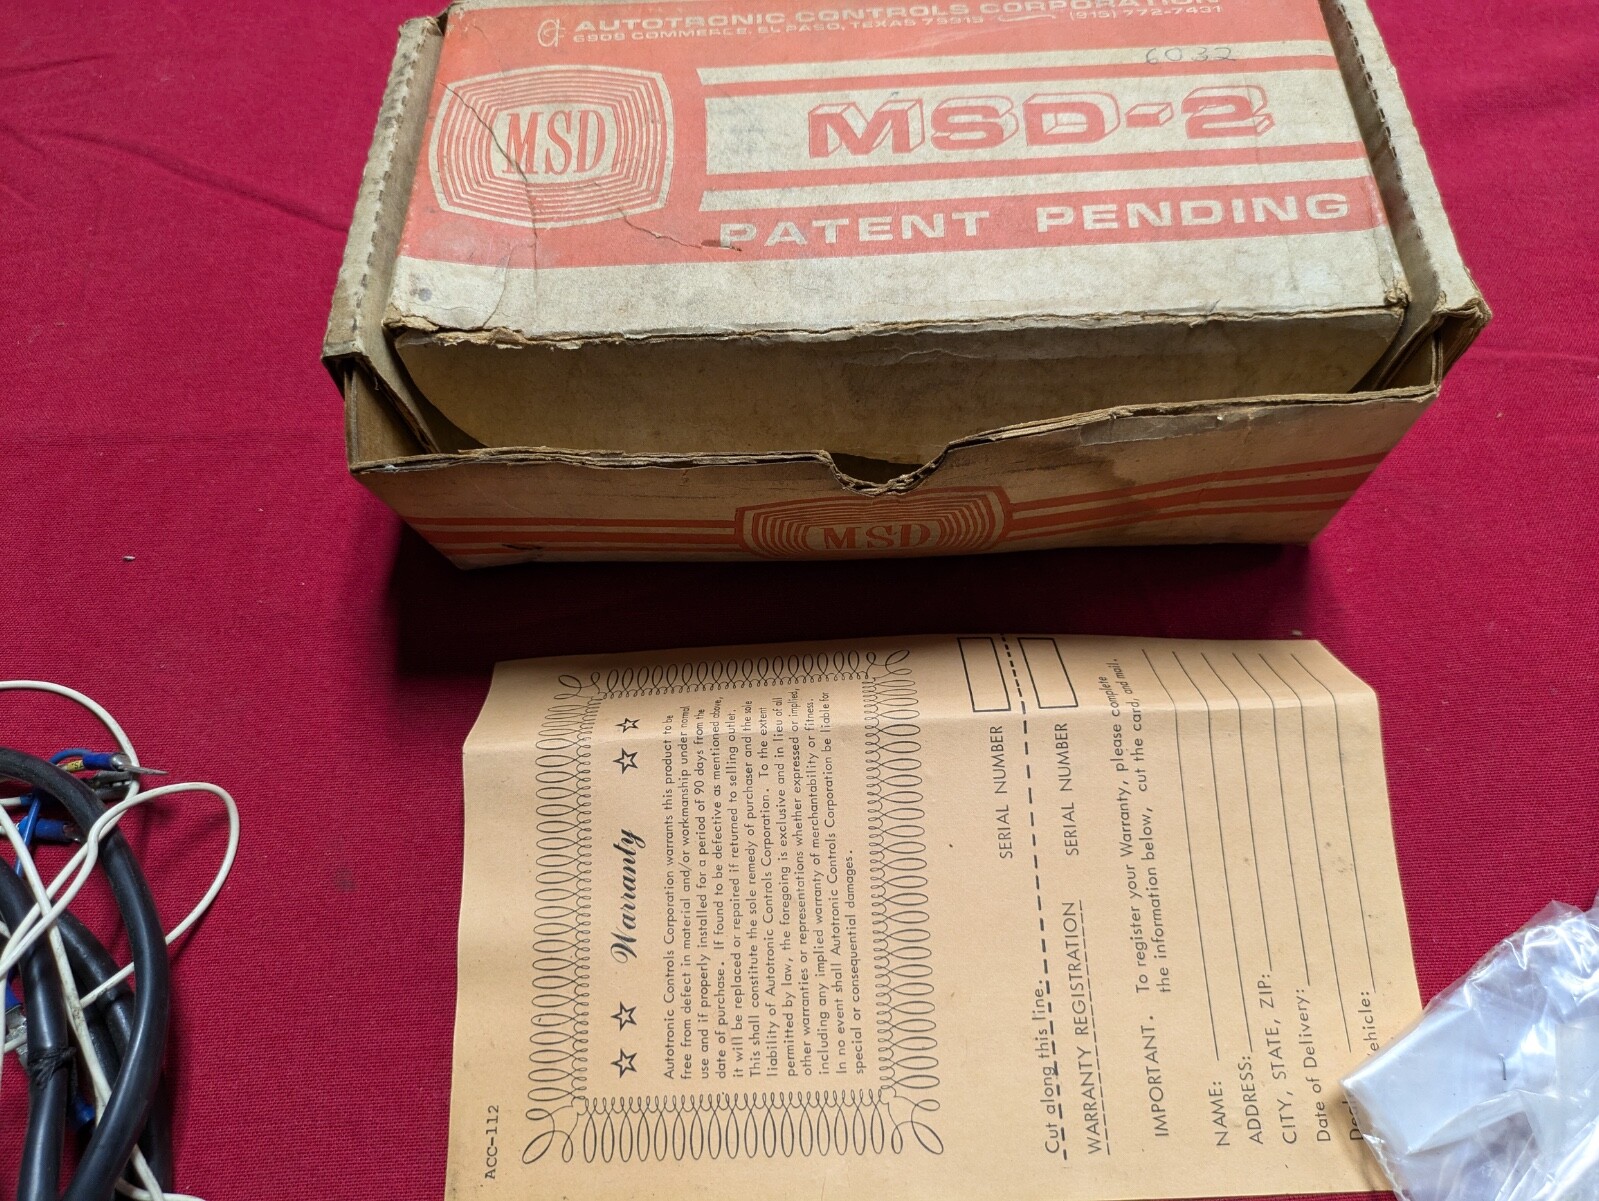 AUTOTRONIC CONTROLS CORPORATION
6908 COMMERCE, EL PASO, TEXAS 79915 (915) 772-7431
6032
MSD
MSD-2
PATENT PENDING
MSD
ACC-112
Warranty
Autotronic Controls Corporation warrants this product to be
free from defect in material and/or workmanship under normal
use and if properly installed for a period of 90 days from the
date of purchase. If found to be defective as mentioned above,
it will be replaced or repaired if returned to selling outlet.
This shall constitute the sole remedy of purchaser and the sole
liability of Autotronic Controls Corporation. To the extent
permitted by law, the foregoing is exclusive and in lieu of all
other warranties or representations whether expressed or implied,
including any implied warranty of merchantability or fitness.
In no event shall Autotronic Controls Corporation be liable for
special or consequential damages.
SERIAL NUMBER
Cut along this line.
WARRANTY REGISTRATION SERIAL NUMBER
IMPORTANT. To register your Warranty, please complete
the information below, cut the card, and mail.
NAME:
ADDRESS:
CITY, STATE, ZIP:
Date of Delivery:
ehicle: